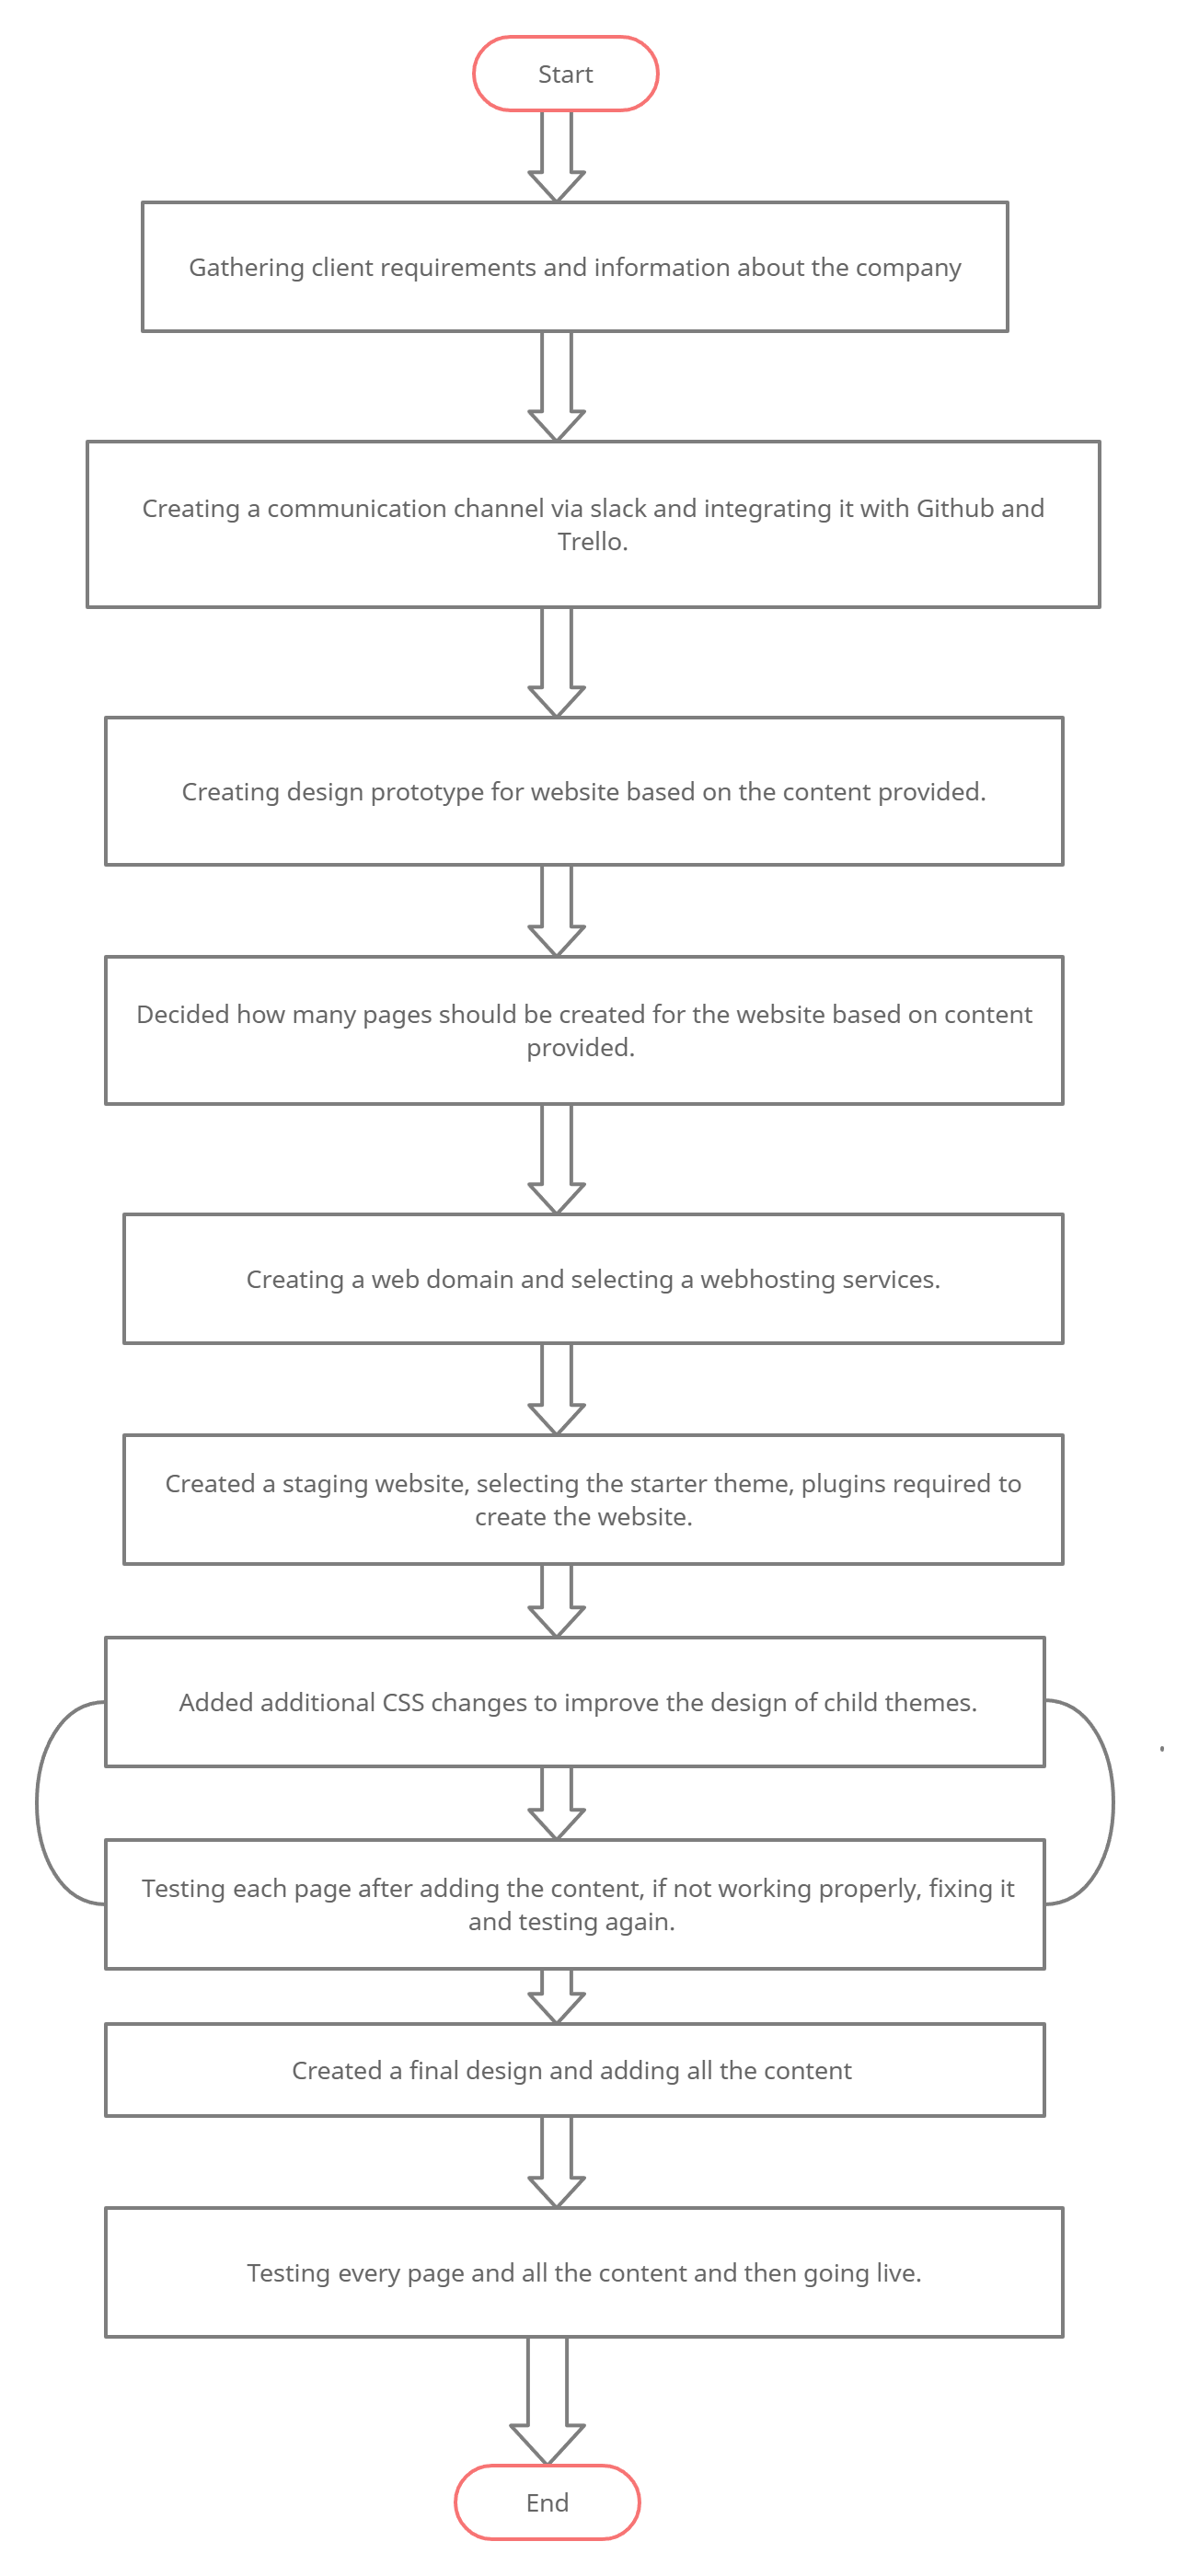 Start
Gathering client requirements and information about the company
Creating a communication channel via slack and integrating it with Github and
Trello.
Creating design prototype for website based on the content provided.
Decided how many pages should be created for the website based on content
provided.
Creating a web domain and selecting a webhosting services.
Created a staging website, selecting the starter theme, plugins required to
create the website.
Added additional CSS changes to improve the design of child themes.
Testing each page after adding the content, if not working properly, fixing it
and testing again.
Created a final design and adding all the content
Testing every page and all the content and then going live.
End